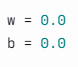 w = 0.0
b = 0.0